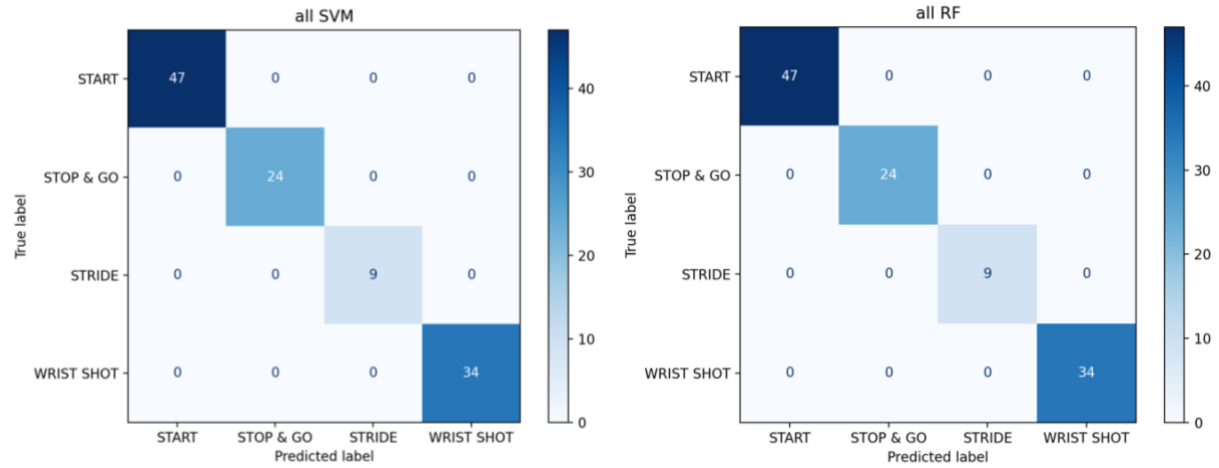 all SVM
True label
START
47 0 0 0
STOP & GO
0 24 0 0
STRIDE
0 0 9 0
WRIST SHOT
0 0 0 34
START STOP & GO STRIDE WRIST SHOT
Predicted label
40
30
20
10
0
all RF
True label
START
47 0 0 0
STOP & GO
0 24 0 0
STRIDE
0 0 9 0
WRIST SHOT
0 0 0 34
START STOP & GO STRIDE WRIST SHOT
Predicted label
40
30
20
10
0